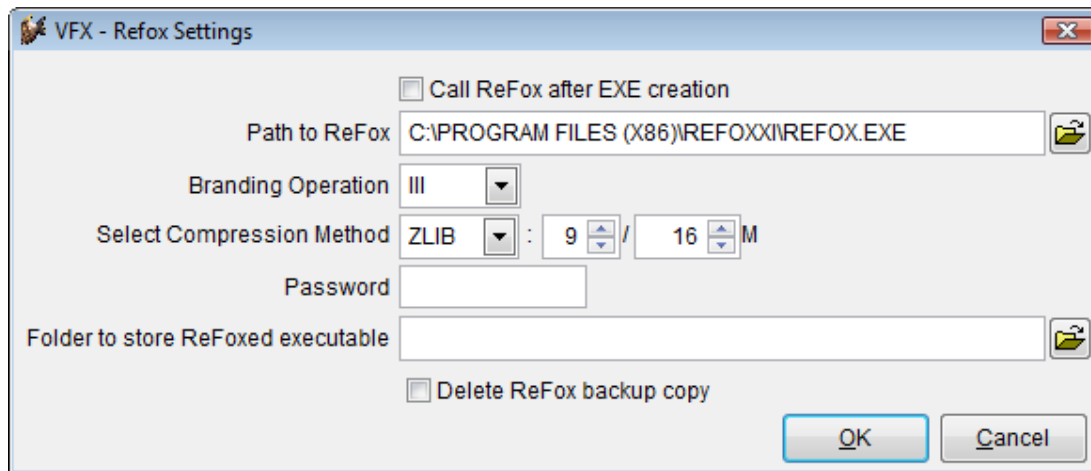 VFX - Refox Settings
Call ReFox after EXE creation
Path to ReFox C:\PROGRAM FILES (X86)\REFOXXI\REFOX.EXE
Branding Operation III
Select Compression Method ZLIB : 9 / 16 M
Password
Folder to store ReFoxed executable
Delete ReFox backup copy
OK Cancel